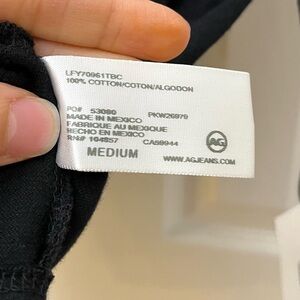 LFY70961TBC
100% COTTON/COTON/ALGODON
PO# 53080 PKW26979
MADE IN MEXICO
FABRIQUE AU MEXIQUE
HECHO EN MEXICO
RN# 104857 CA59944
AG
MEDIUM WWW.AGJEANS.COM